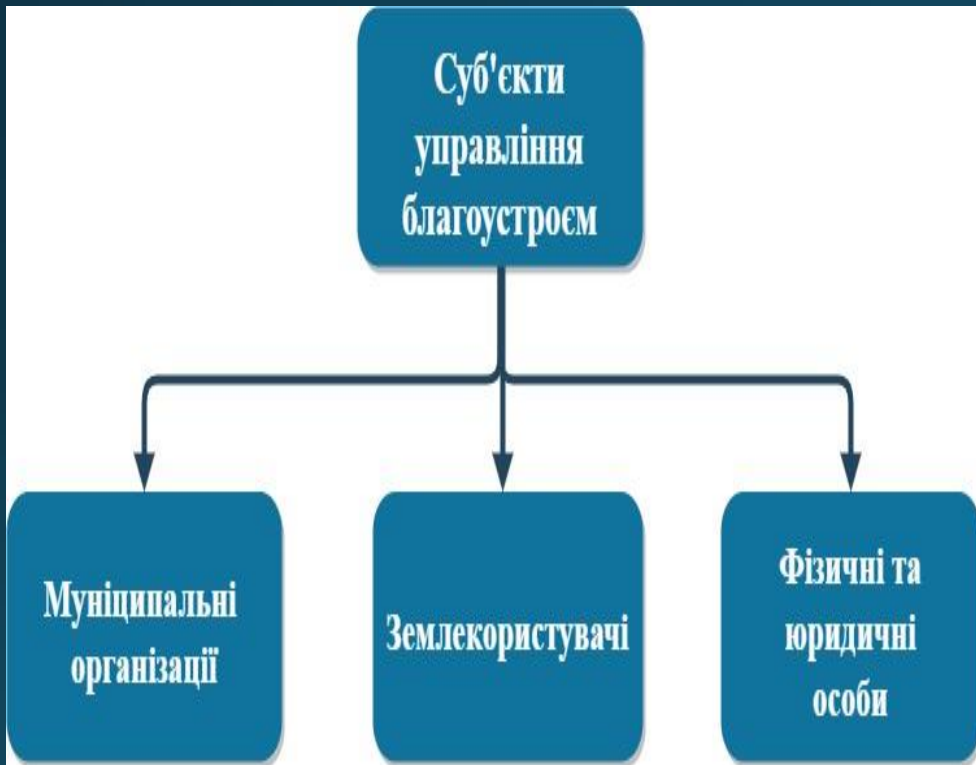 Суб'єкти
управління
благоустроєм
Муніципальні
організації
Землекористувачі
Фізичні та
юридичні
особи